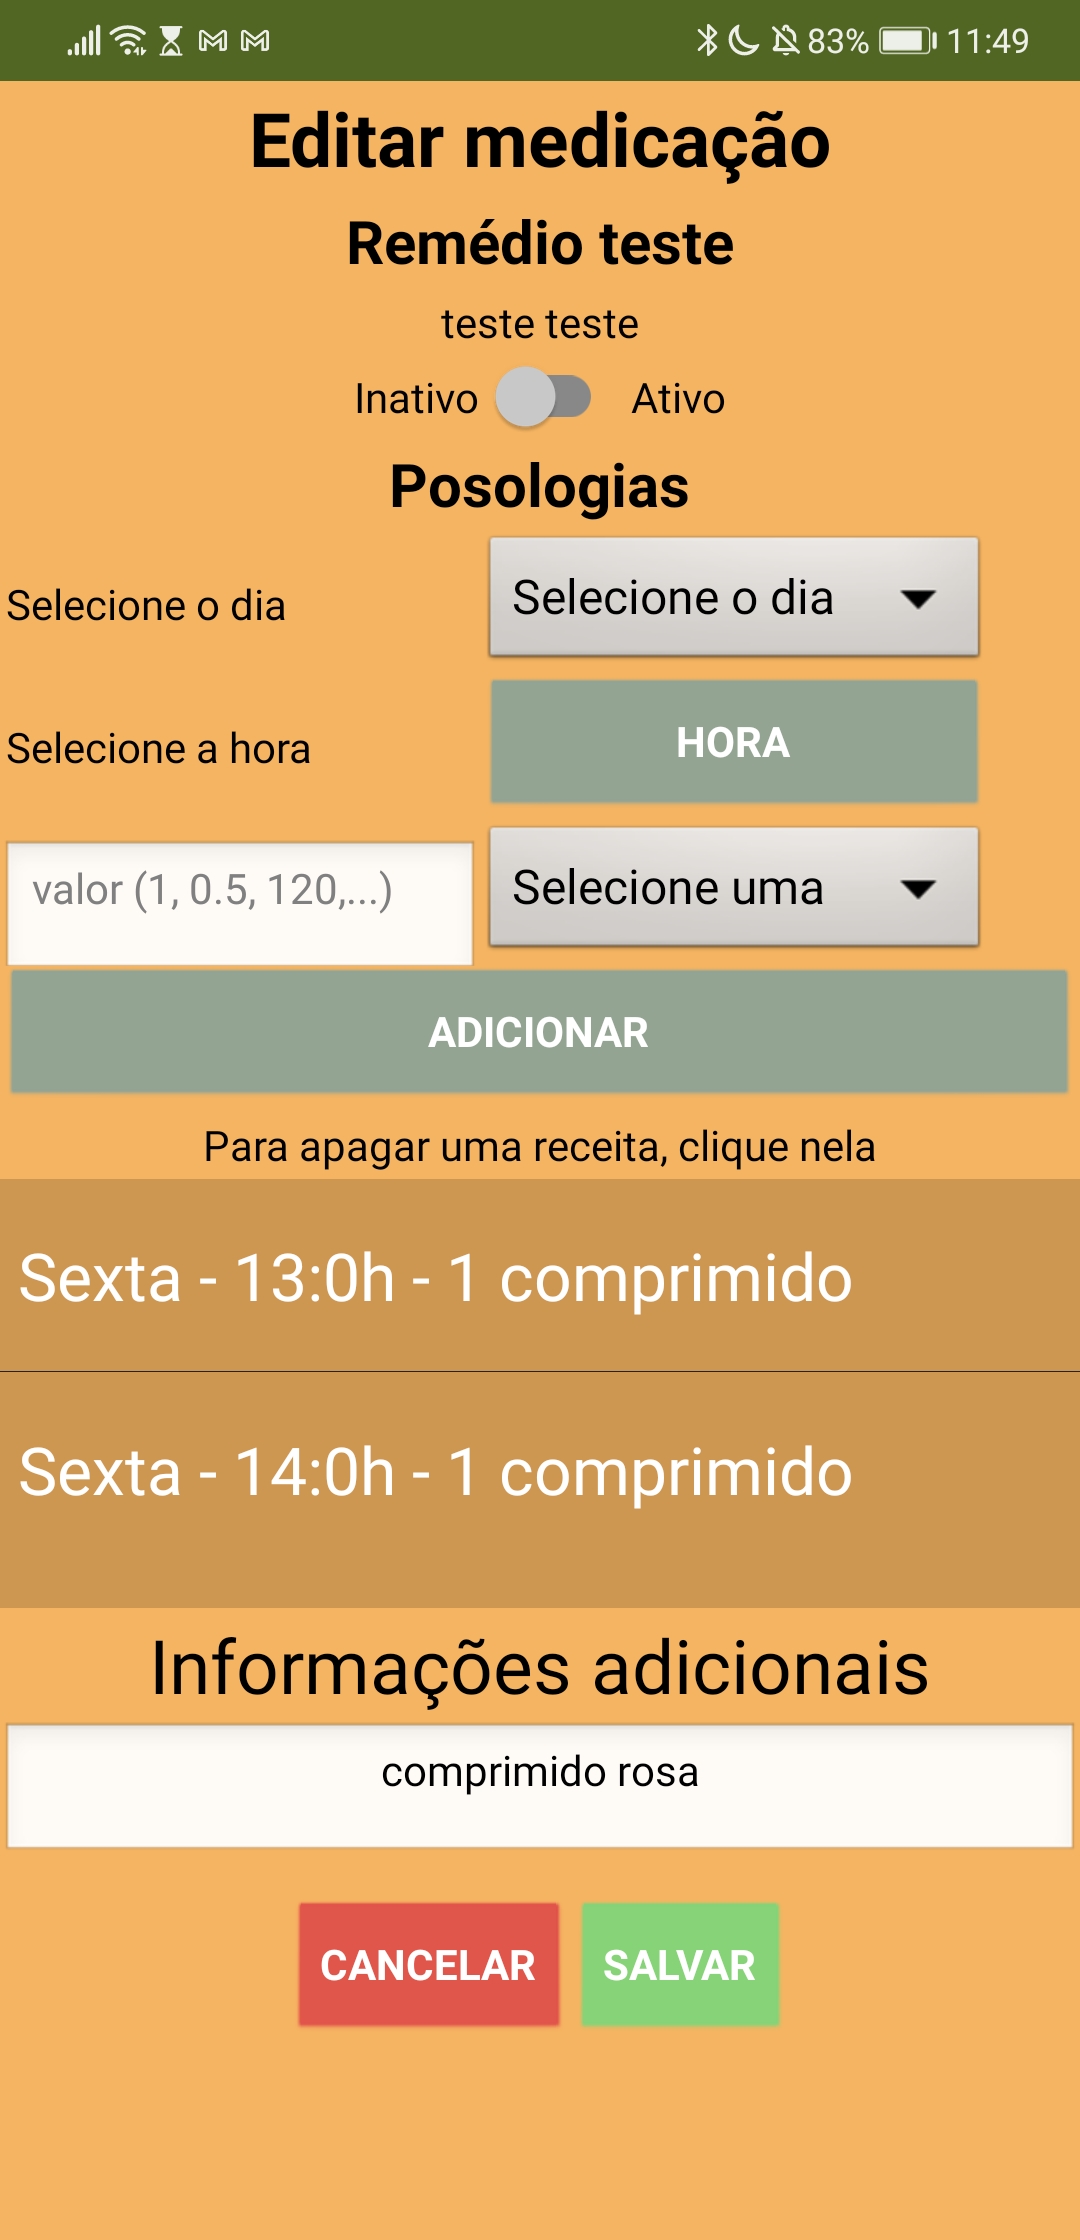 83% 11:49
Editar medicação
Remédio teste
teste teste
Inativo Ativo
Posologias
Selecione o dia Selecione o dia
Selecione a hora HORA
valor (1, 0.5, 120,...) Selecione uma
ADICIONAR
Para apagar uma receita, clique nela
Sexta - 13:0h - 1 comprimido
Sexta - 14:0h - 1 comprimido
Informações adicionais
comprimido rosa
CANCELAR SALVAR